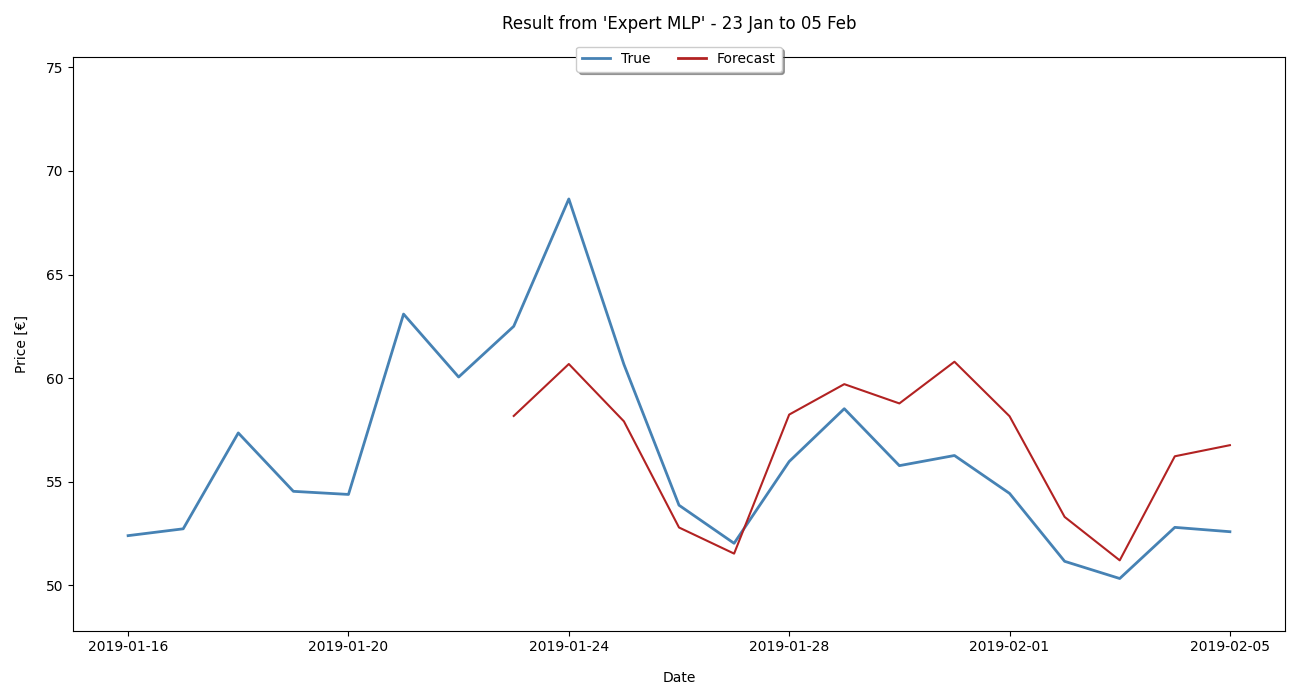 Result from 'Expert MLP' - 23 Jan to 05 Feb
True Forecast
75
70
65
60
55
50
Price [€]
2019-01-16 2019-01-20 2019-01-24 2019-01-28 2019-02-01 2019-02-05
Date